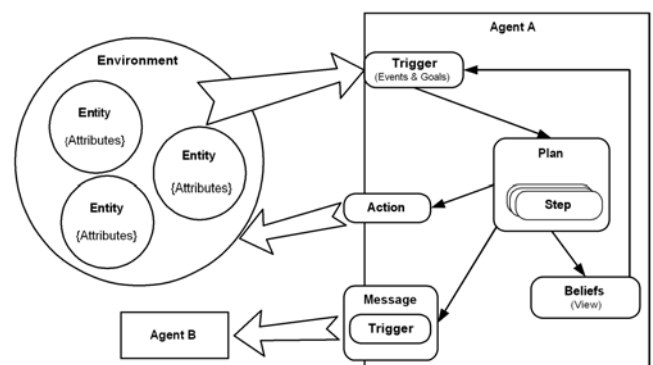 Agent A
Environment
Trigger
(Events & Goals)
Entity
{Attributes}
Entity
{Attributes}
Plan
Step
Entity
{Attributes}
Action
Beliefs
(View)
Message
Trigger
Agent B